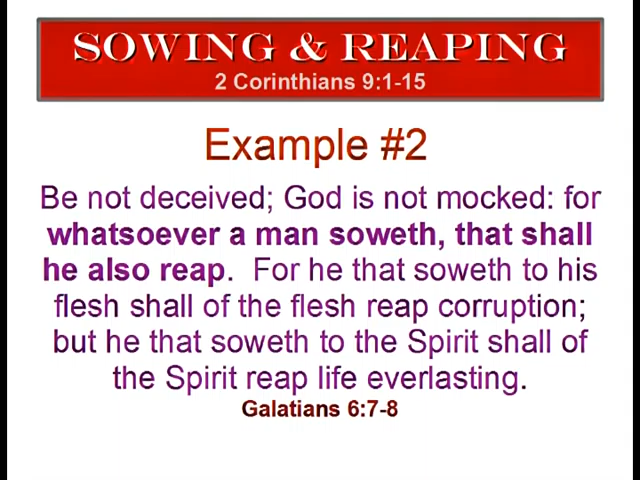 SOWING & REAPING
2 Corinthians 9:1-15
Example #2
Be not deceived; God is not mocked: for
whatsoever a man soweth, that shall
he also reap.  For he that soweth to his
flesh shall of the flesh reap corruption;
but he that soweth to the Spirit shall of
the Spirit reap life everlasting.
Galatians 6:7-8